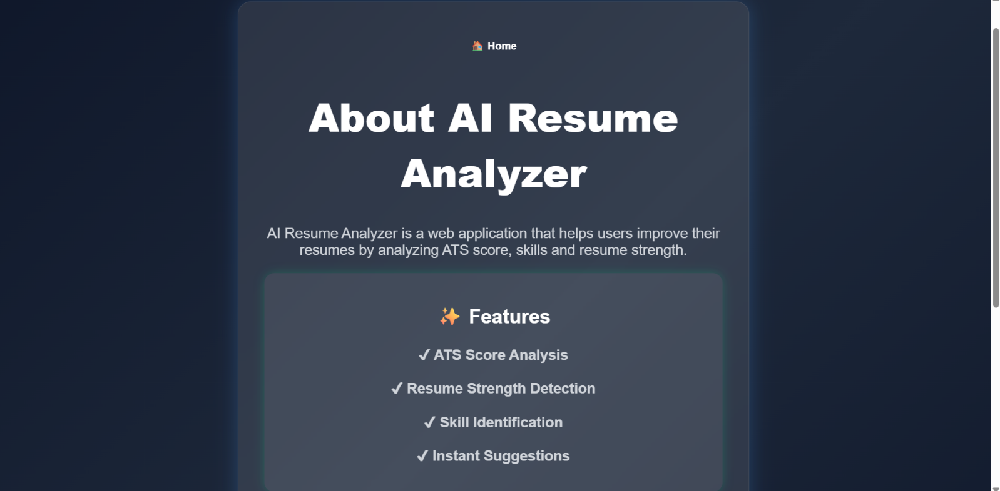 🏠 Home
About AI Resume
Analyzer
AI Resume Analyzer is a web application that helps users improve their
resumes by analyzing ATS score, skills and resume strength.
✨ Features
✔ ATS Score Analysis
✔ Resume Strength Detection
✔ Skill Identification
✔ Instant Suggestions